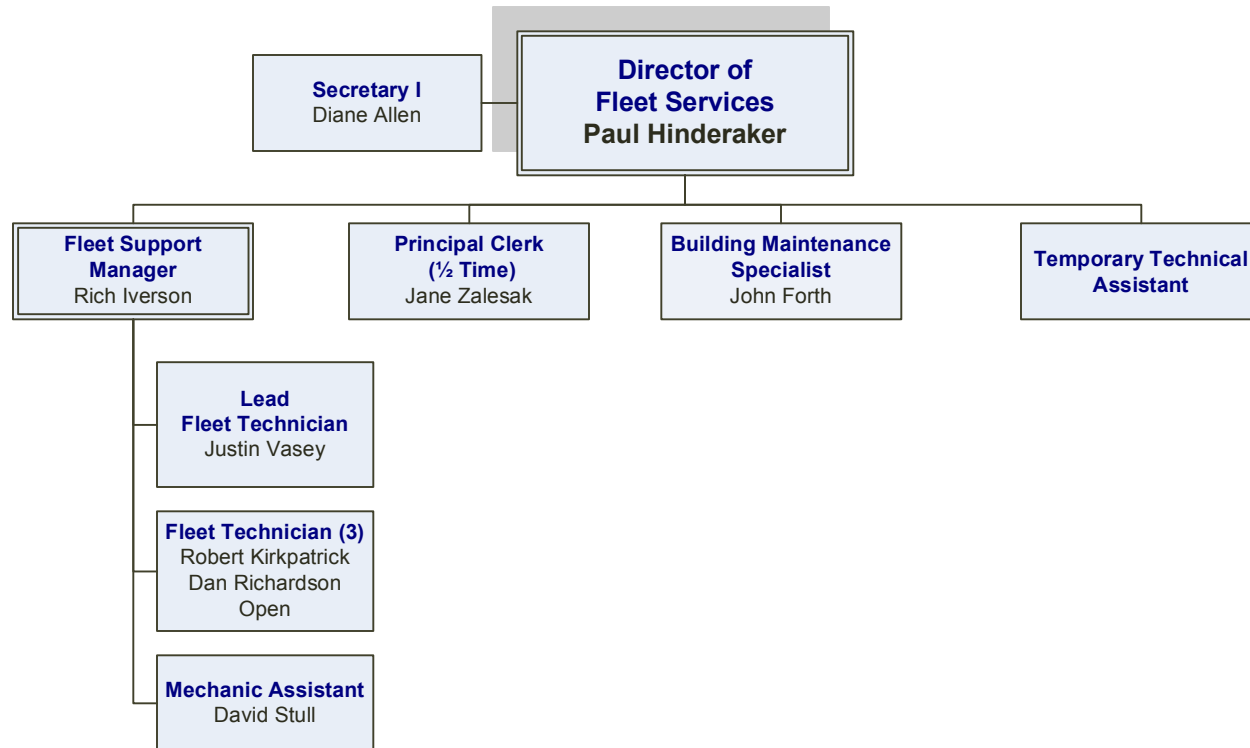 Secretary I
Diane Allen
Director of
Fleet Services
Paul Hinderaker
Fleet Support
Manager
Rich Iverson
Principal Clerk
(½ Time)
Jane Zalesak
Building Maintenance
Specialist
John Forth
Temporary Technical
Assistant
Lead
Fleet Technician
Justin Vasey
Fleet Technician (3)
Robert Kirkpatrick
Dan Richardson
Open
Mechanic Assistant
David Stull